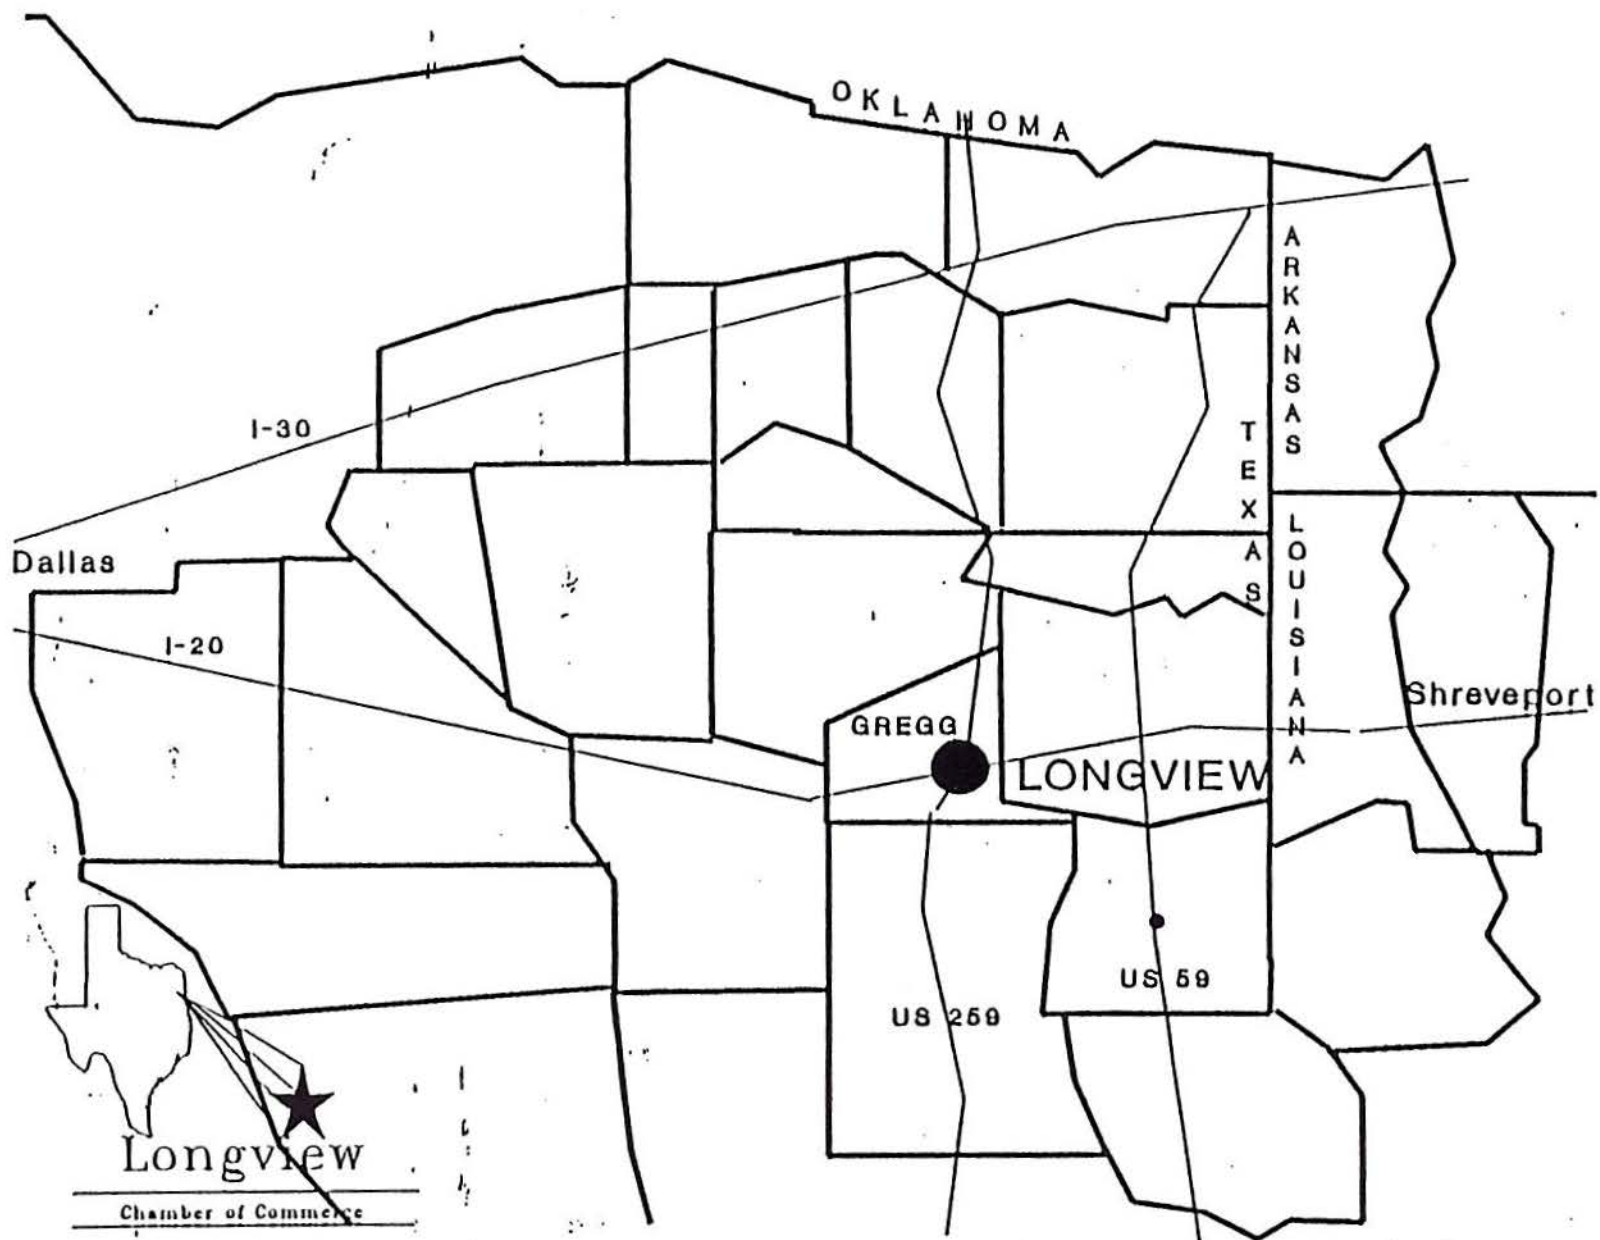 OKLAHOMA
ARKANSAS
I-30
TEXAS
LOUISIANA
Dallas
I-20
Shreveport
GREGG
LONGVIEW
US 59
US 259
Longview
Chamber of Commerce